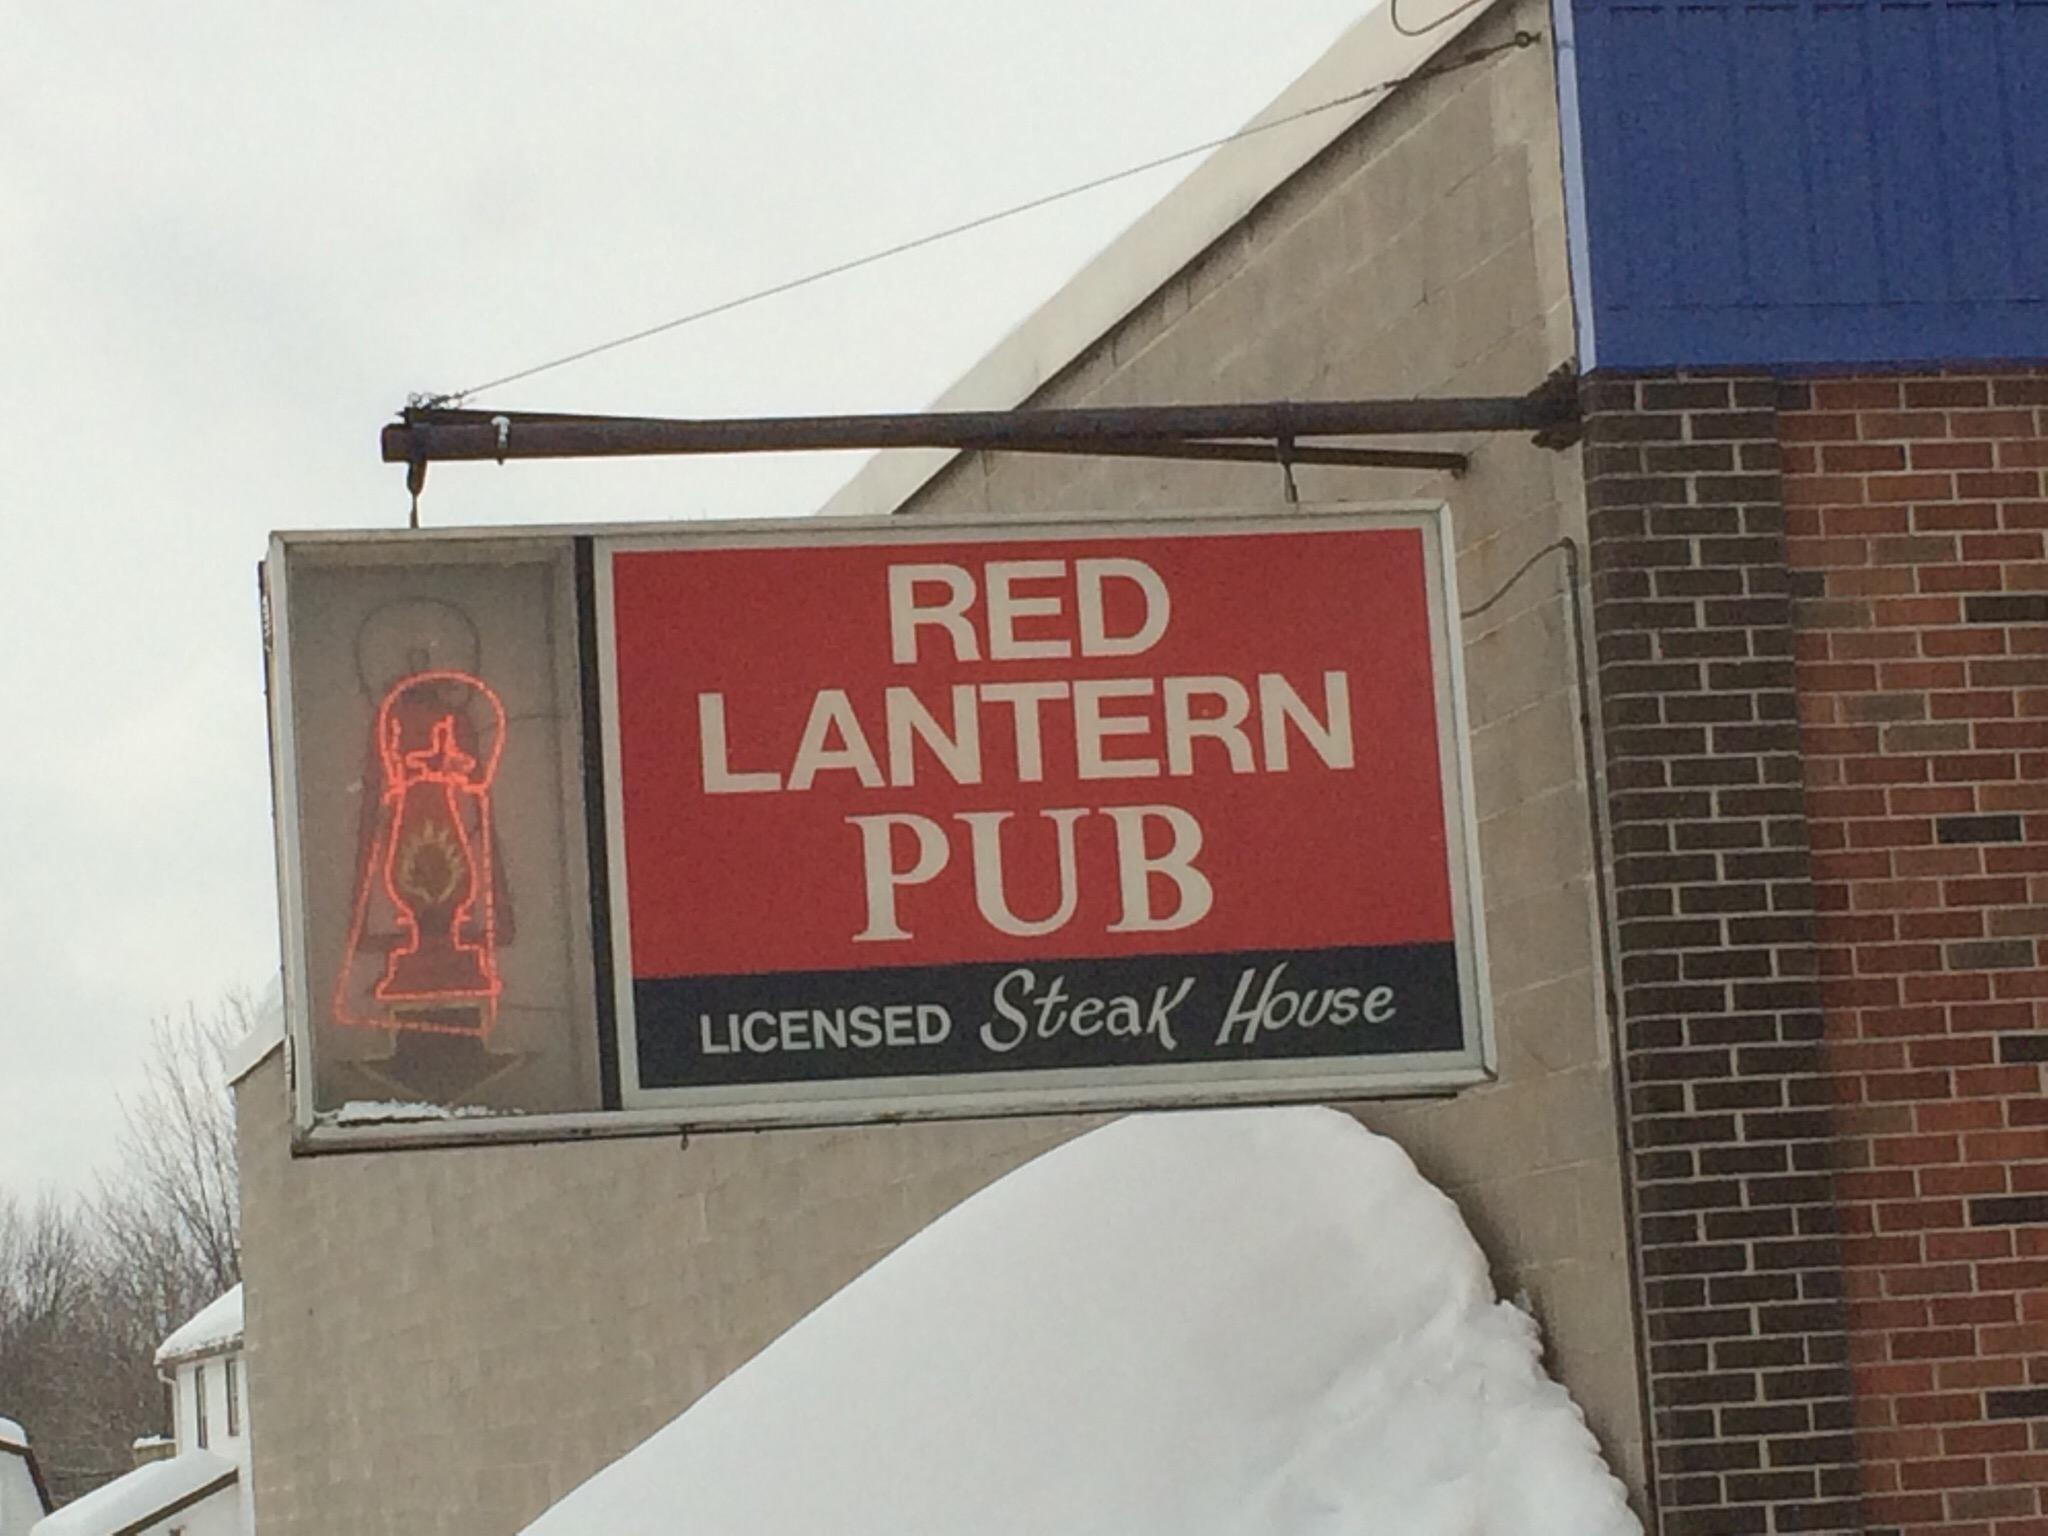 RED
LANTERN
PUB
LICENSED Steak House